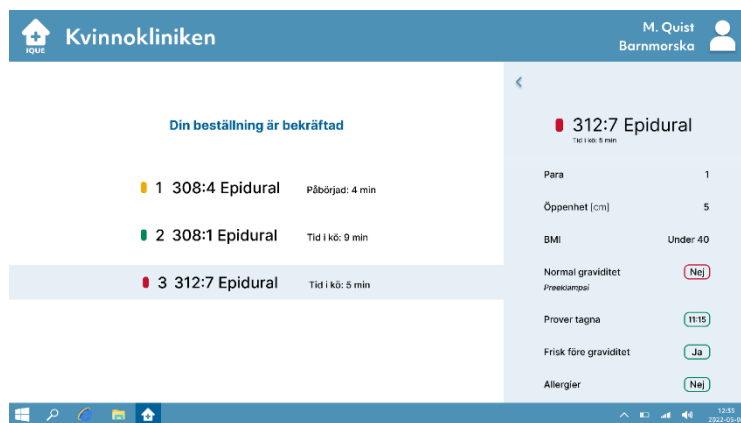 IQUE
Kvinnokliniken
M. Quist
Barnmorska
Din beställning är bekräftad
1 308:4 Epidural Påbörjad: 4 min
2 308:1 Epidural Tid i kö: 9 min
3 312:7 Epidural Tid i kö: 5 min
312:7 Epidural
Tid i kö: 5 min
Para 1
Öppenhet [cm] 5
BMI Under 40
Normal graviditet Nej
Preeklampsi
Prover tagna 11:15
Frisk före graviditet Ja
Allergier Nej
12:35